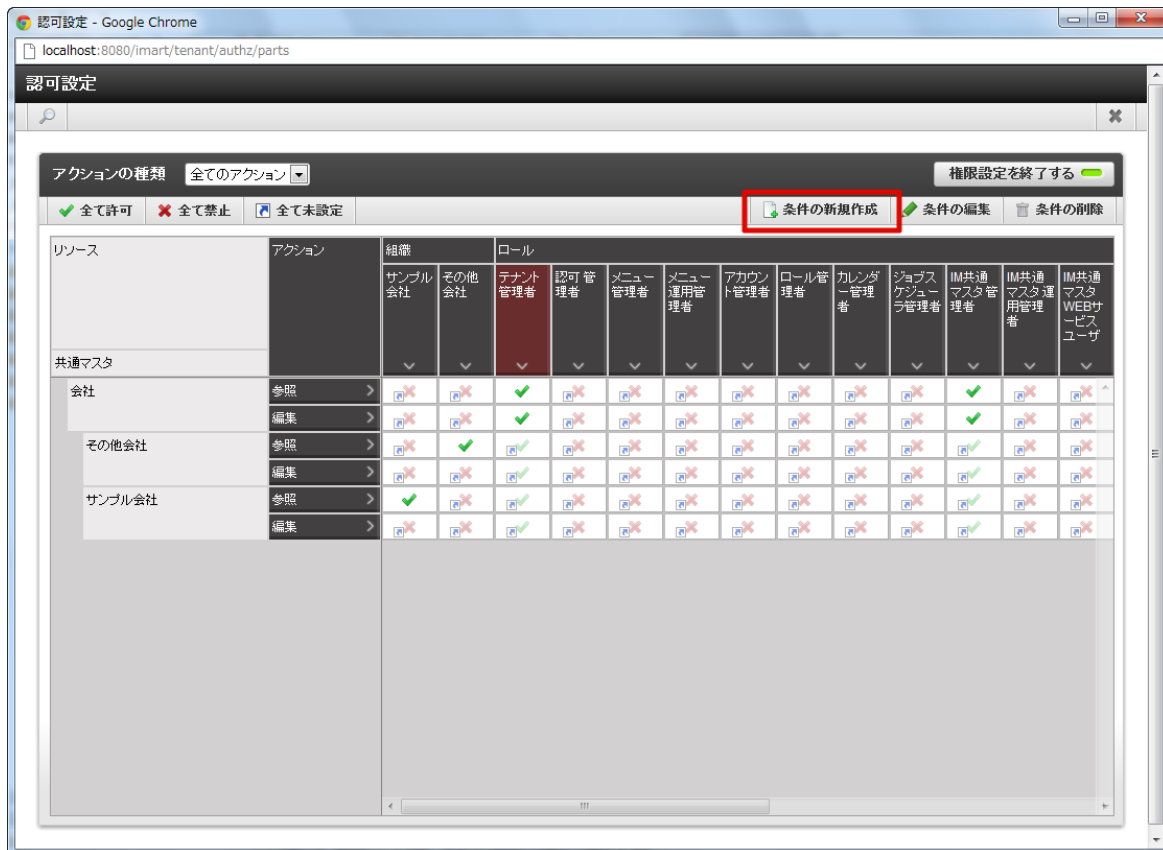 認可設定 - Google Chrome
localhost:8080/imart/tenant/authz/parts
認可設定
アクションの種類 全てのアクション 権限設定を終了する
全て許可 全て禁止 全て未設定 条件の新規作成 条件の編集 条件の削除
リソース アクション 組織 ロール
サンプル会社 その他会社 テナント管理者 認可管理者 メニュー管理者 メニュー運用管理者 アカウント管理者 ロール管理者 カレンダー管理者 ジョブスケジューラ管理者 IM共通マスタ管理者 IM共通マスタ運用管理者 IM共通マスタWEBサービスユーザ
共通マスタ
会社 参照
編集
その他会社 参照
編集
サンプル会社 参照
編集